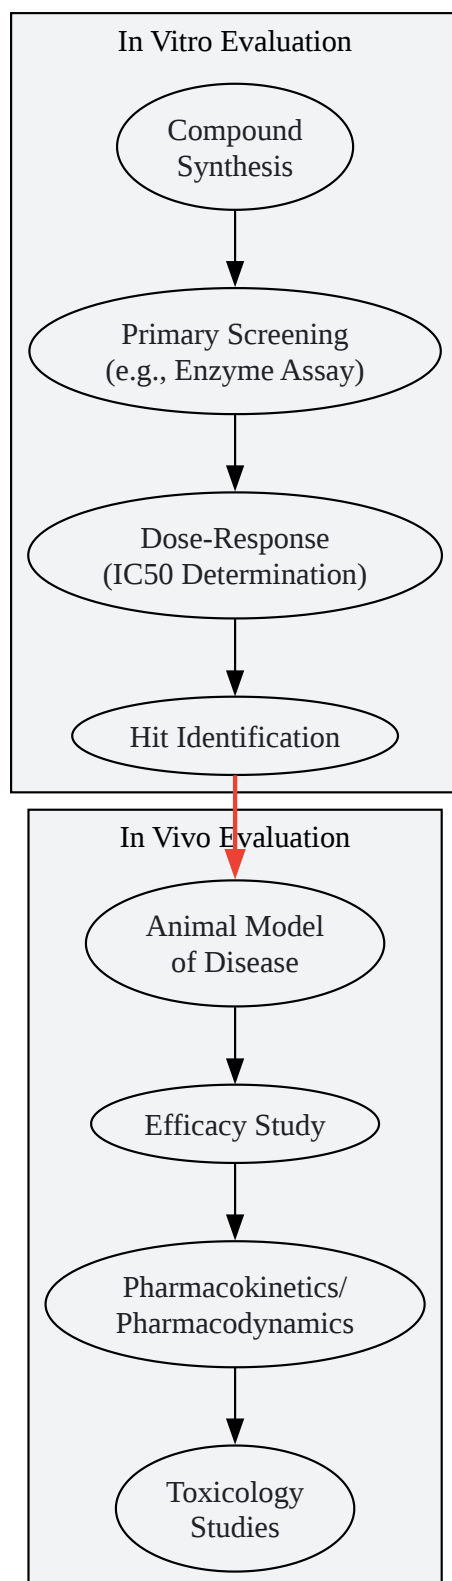 In Vitro Evaluation
Compound
Synthesis
Primary Screening
(e.g., Enzyme Assay)
Dose-Response
(IC50 Determination)
Hit Identification
In Vivo Evaluation
Animal Model
of Disease
Efficacy Study
Pharmacokinetics/
Pharmacodynamics
Toxicology
Studies